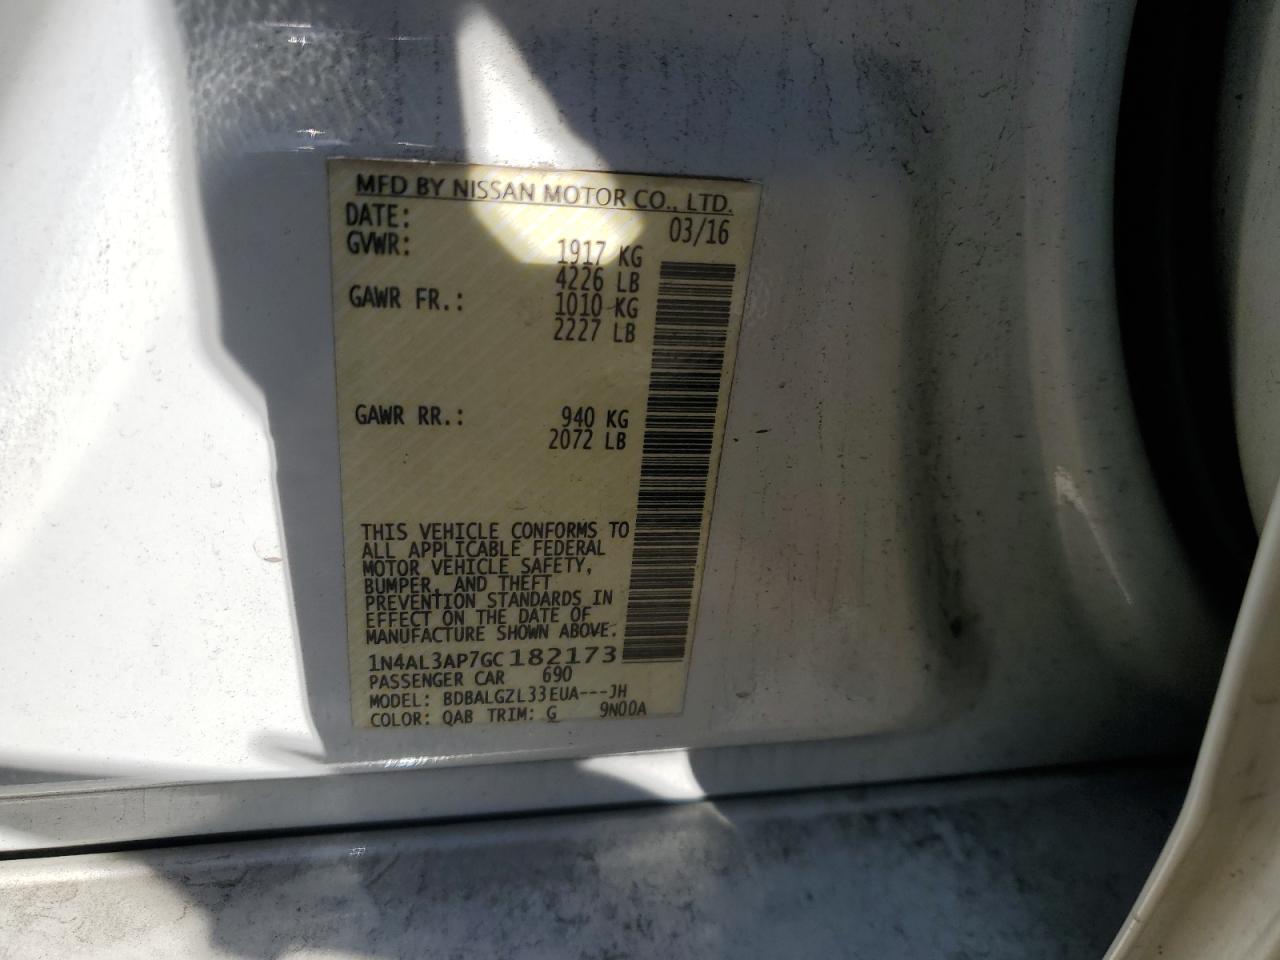 MFD BY NISSAN MOTOR CO., LTD.
DATE: 03/16
GVWR: 1917 KG
4226 LB
GAWR FR.: 1010 KG
2227 LB
GAWR RR.: 940 KG
2072 LB
THIS VEHICLE CONFORMS TO
ALL APPLICABLE FEDERAL
MOTOR VEHICLE SAFETY,
BUMPER, AND THEFT
PREVENTION STANDARDS IN
EFFECT ON THE DATE OF
MANUFACTURE SHOWN ABOVE.
1N4AL3AP7GC182173
PASSENGER CAR 690
MODEL: BDBALGZL33EUA---JH
COLOR: QAB TRIM: G 9N00A